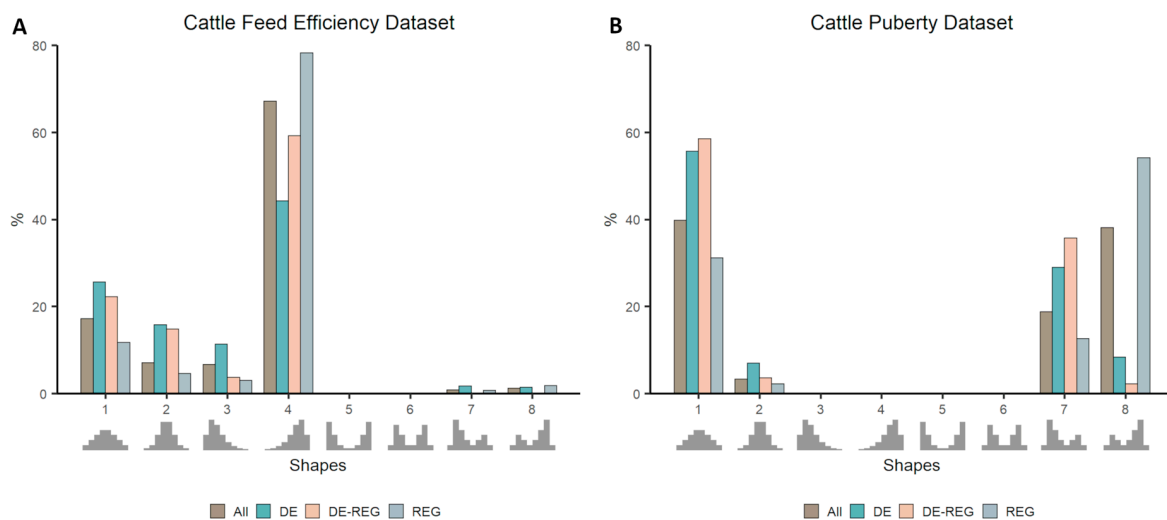 A
Cattle Feed Efficiency Dataset
80
60
40
20
0
%
1 2 3 4 5 6 7 8
Shapes
All DE DE-REG REG
B
Cattle Puberty Dataset
80
60
40
20
0
%
1 2 3 4 5 6 7 8
Shapes
All DE DE-REG REG